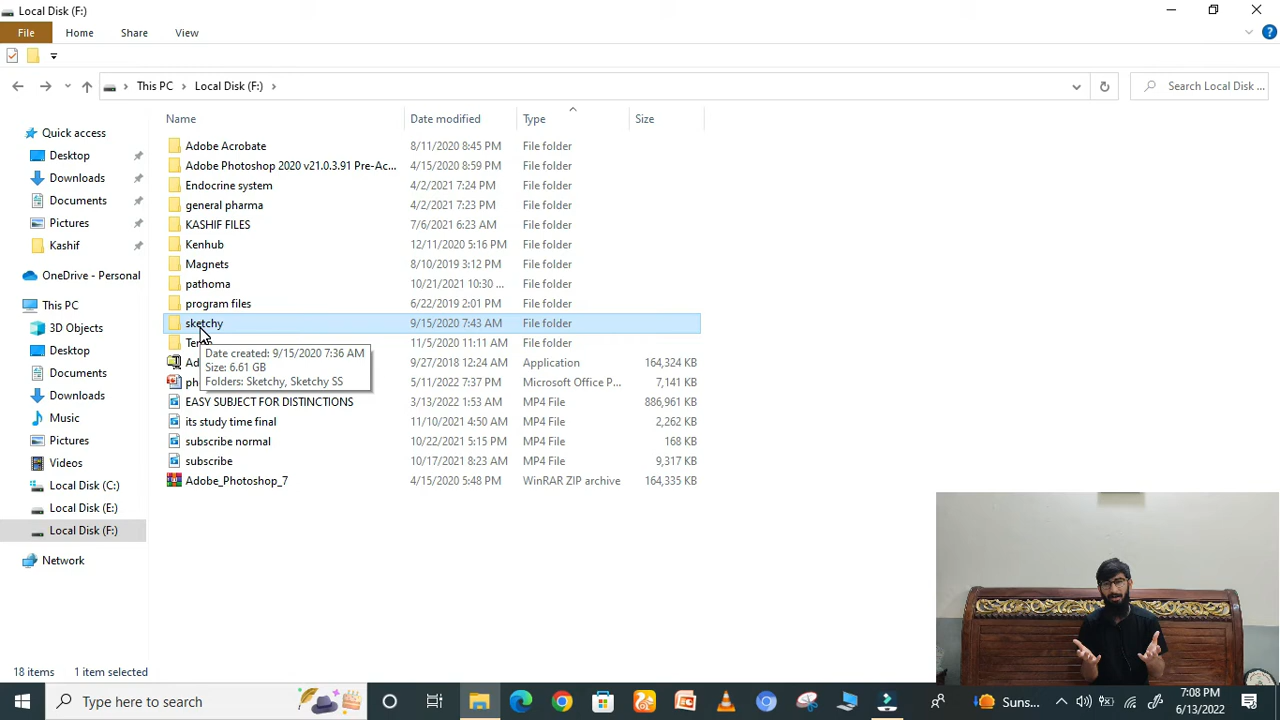 Local Disk (F:)
File Home Share View
This PC Local Disk (F:)
Search Local Disk ...
Name Date modified Type Size
Quick access
Desktop
Downloads
Documents
Pictures
Kashif
OneDrive - Personal
This PC
3D Objects
Desktop
Documents
Downloads
Music
Pictures
Videos
Local Disk (C:)
Local Disk (E:)
Local Disk (F:)
Network
Adobe Acrobate 8/11/2020 8:45 PM File folder
Adobe Photoshop 2020 v21.0.3.91 Pre-Ac... 4/15/2020 8:59 PM File folder
Endocrine system 4/2/2021 7:24 PM File folder
general pharma 4/2/2021 7:23 PM File folder
KASHIF FILES 7/6/2021 6:23 AM File folder
Kenhub 12/11/2020 5:16 PM File folder
Magnets 8/10/2019 3:12 PM File folder
pathoma 10/21/2021 10:30 ... File folder
program files 6/22/2019 2:01 PM File folder
sketchy 9/15/2020 7:43 AM File folder
11/5/2020 11:11 AM File folder
Date created: 9/15/2020 7:36 AM
Size: 6.61 GB
Folders: Sketchy, Sketchy SS
9/27/2018 12:24 AM Application 164,324 KB
5/11/2022 7:37 PM Microsoft Office P... 7,141 KB
EASY SUBJECT FOR DISTINCTIONS 3/13/2022 1:53 AM MP4 File 886,961 KB
its study time final 11/10/2021 4:50 AM MP4 File 2,262 KB
subscribe normal 10/22/2021 5:15 PM MP4 File 168 KB
subscribe 10/17/2021 8:23 AM MP4 File 9,317 KB
Adobe_Photoshop_7 4/15/2020 5:48 PM WinRAR ZIP archive 164,335 KB
18 items 1 item selected
Type here to search
Suns...
7:08 PM
6/13/2022